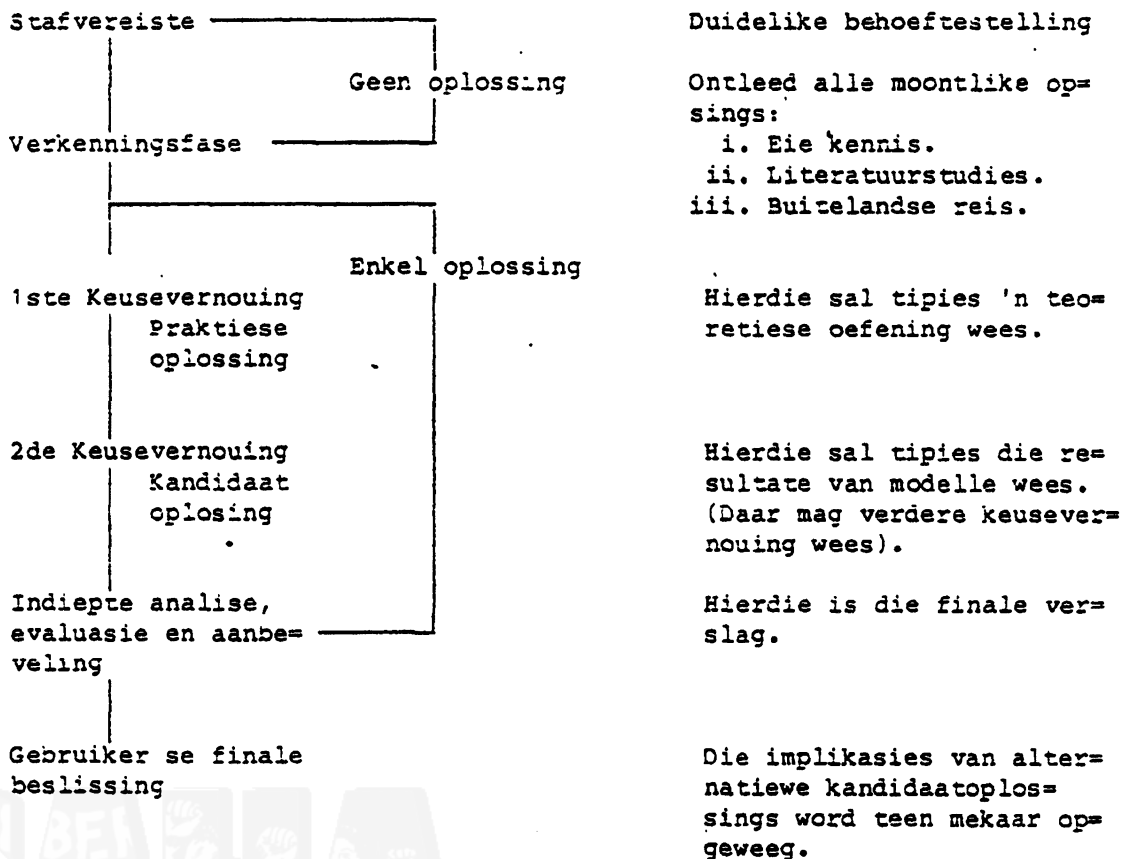 Stafvereiste
Duidelike behoeftestelling
Geen oplossing
Ontleed alle moontlike op=
sings:
Verkenningsfase
i. Eie kennis.
ii. Literatuurstudies.
iii. Buitelandse reis.
Enkel oplossing
1ste Keusevernouing
Praktiese
oplossing
Hierdie sal tipies 'n teo=
retiese oefening wees.
2de Keusevernouing
Kandidaat
oplosing
Hierdie sal tipies die re=
sultate van modelle wees.
(Daar mag verdere keusever=
nouing wees).
Indiepte analise,
evaluasie en aanbe=
veling
Hierdie is die finale ver=
slag.
Gebruiker se finale
beslissing
Die implikasies van alter=
natiewe kandidaatoplos=
sings word teen mekaar op=
geweeg.